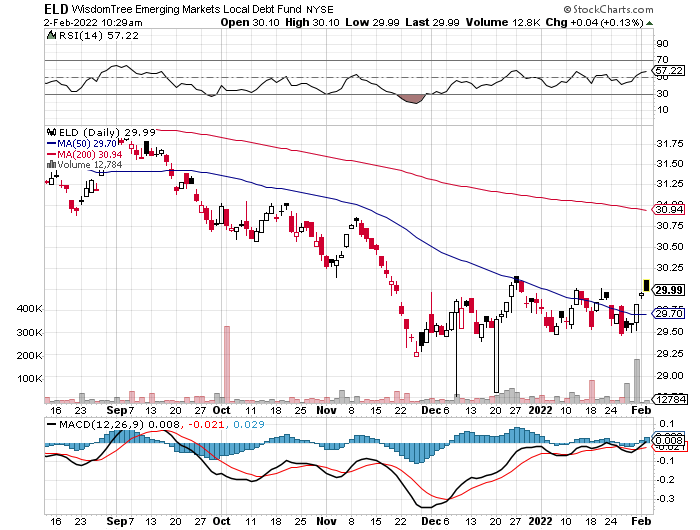 ELD WisdomTree Emerging Markets Local Debt Fund NYSE © StockCharts.com
2-Feb-2022 10:29am Open 30.10 High 30.10 Low 29.99 Last 29.99 Volume 12.8K Chg +0.04 (+0.13%)
RSI(14) 57.22
90
70
57.22
50
30
10
ELD (Daily) 29.99
MA(50) 29.70
MA(200) 30.94
Volume 12,784
31.75
31.50
31.25
31.00
30.94
30.75
30.50
30.25
29.99
29.70
29.50
29.25
29.00
28.75
400K
300K
200K
100K
12784
16 23 Sep 7 13 20 27 Oct 11 18 25 Nov 8 15 22 Dec 6 13 20 27 2022 10 18 24 Feb
MACD(12,26,9) 0.008, -0.021, 0.029
0.1
0.008
-0.1
-0.2
-0.3
16 23 Sep 7 13 20 27 Oct 11 18 25 Nov 8 15 22 Dec 6 13 20 27 2022 10 18 24 Feb